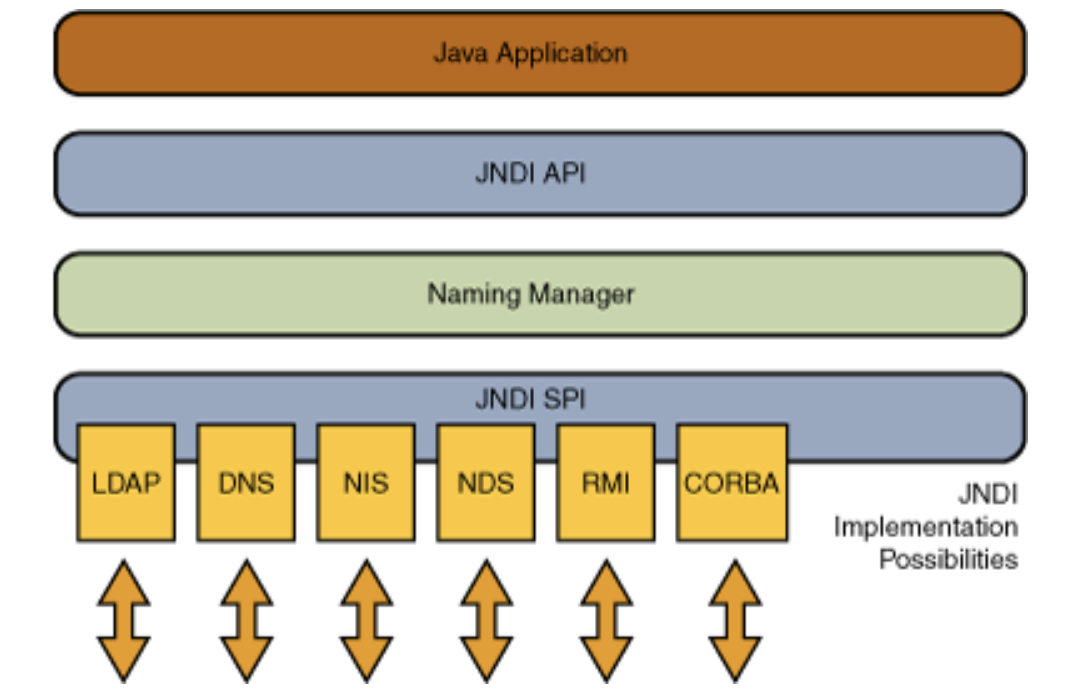 Java Application
JNDI API
Naming Manager
JNDI SPI
LDAP DNS NIS NDS RMI CORBA
JNDI
Implementation
Possibilities